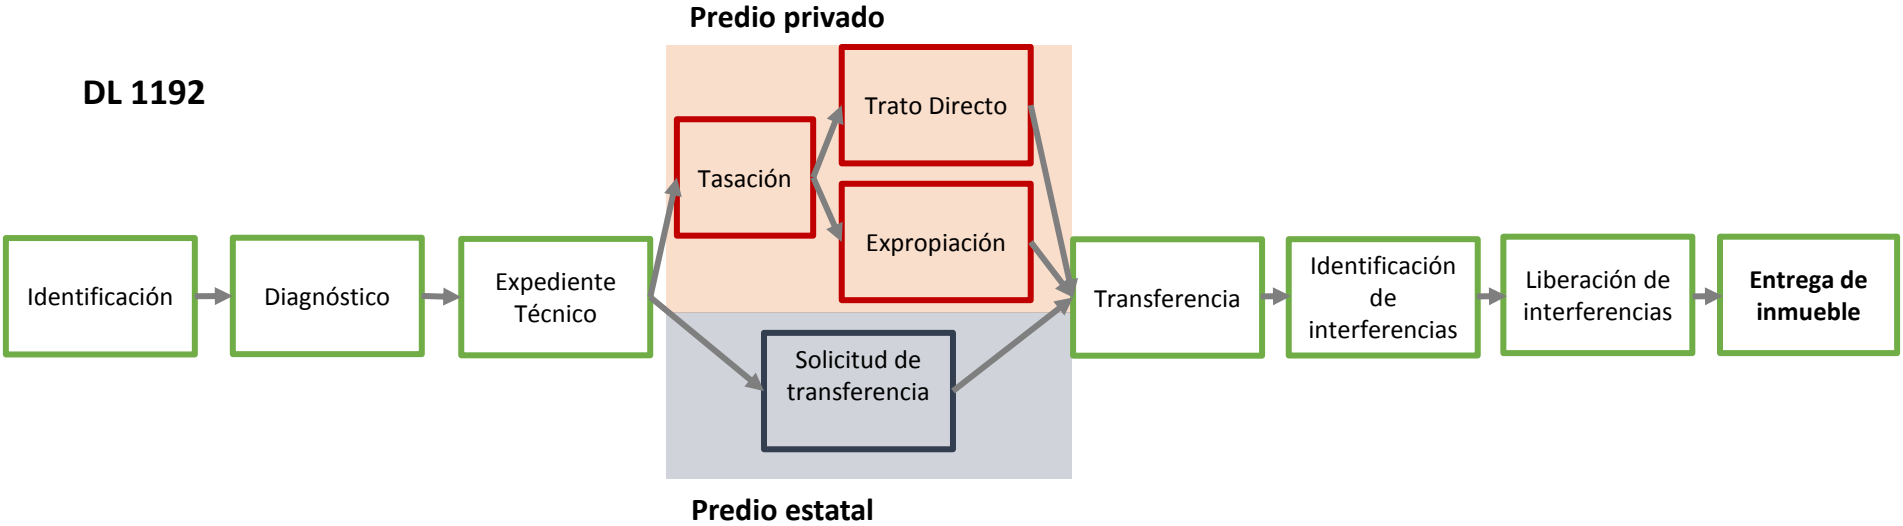 Predio privado
DL 1192
Trato Directo
Tasación
Expropiación
Identificación
Diagnóstico
Expediente
Técnico
Solicitud de
transferencia
Transferencia
Identificación
de
interferencias
Liberación de
interferencias
Entrega de
inmueble
Predio estatal